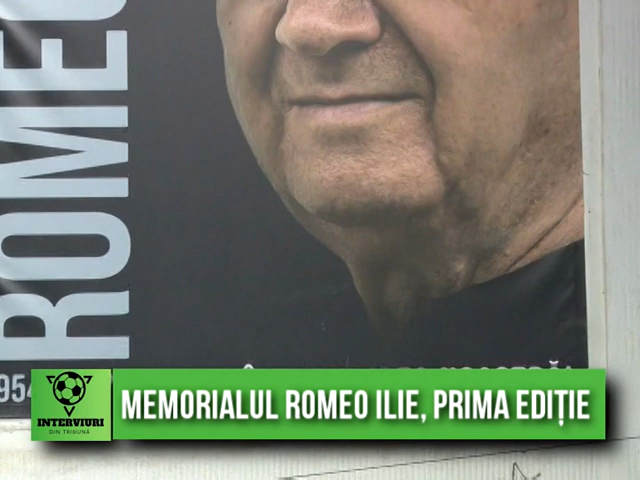 ROMEO
954
MEMORIALUL ROMEO ILIE, PRIMA EDIȚIE
INTERVIURI
DIN TRIBUNĂ